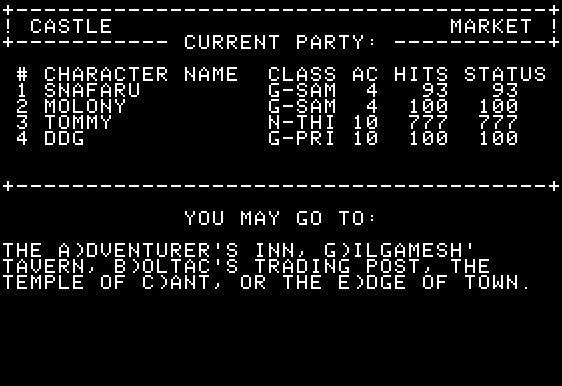 +--------------------------------------+
! CASTLE                        MARKET !
+----------- CURRENT PARTY: -----------+
 # CHARACTER NAME  CLASS AC HITS STATUS
 1 SNAFARU         G-SAM  4   93   93
 2 MOLONY          G-SAM  4  100  100
 3 TOMMY           N-THI 10  777  777
 4 DDG             G-PRI 10  100  100
+--------------------------------------+
YOU MAY GO TO:
THE A)DVENTURER'S INN, G)ILGAMESH'
TAVERN, B)OLTAC'S TRADING POST, THE
TEMPLE OF C)ANT, OR THE E)DGE OF TOWN.